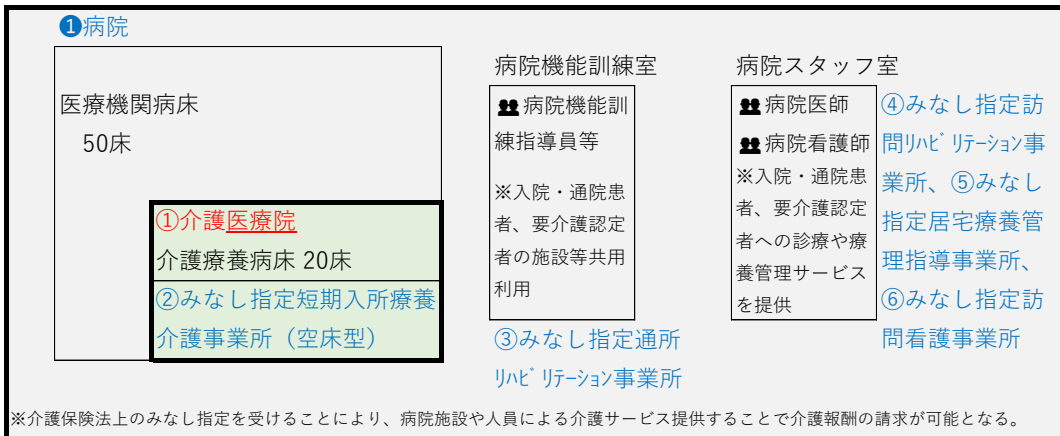 ❶病院
医療機関病床
50床
①介護医療院
介護療養病床 20床
②みなし指定短期入所療養
介護事業所（空床型）
病院機能訓練室
病院機能訓
練指導員等
※入院・通院患
者、要介護認定
者の施設等共用
利用
③みなし指定通所
ﾘﾊﾋﾞﾘﾃｰｼｮﾝ事業所
病院スタッフ室
病院医師
病院看護師
※入院・通院患
者、要介護認定
者への診療や療
養管理サービス
を提供
④みなし指定訪
問ﾘﾊﾋﾞﾘﾃｰｼｮﾝ事
業所、⑤みなし
指定居宅療養管
理指導事業所、
⑥みなし指定訪
問看護事業所
※介護保険法上のみなし指定を受けることにより、病院施設や人員による介護サービス提供することで介護報酬の請求が可能となる。